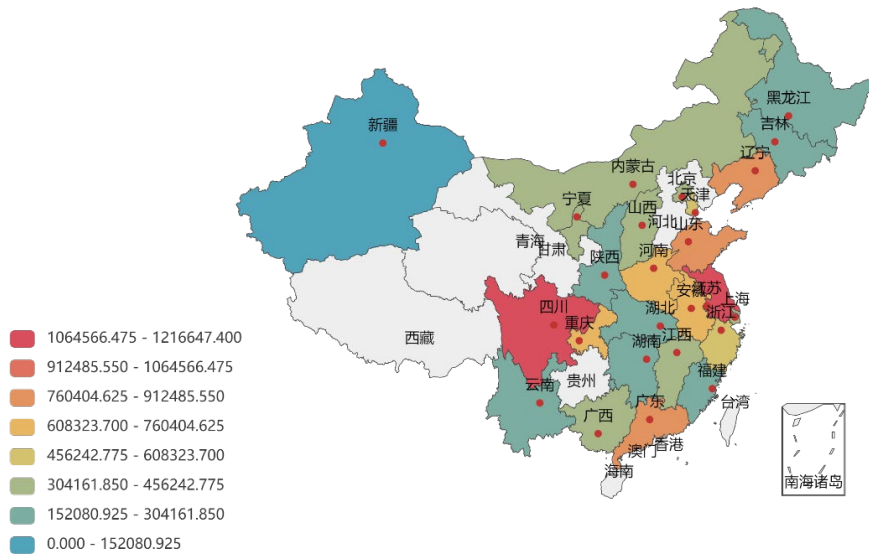 黑龙江
新疆
吉林
辽宁
内蒙古
北京
天津
宁夏
山西
河北
山东
青海
甘肃
陕西
河南
江苏
上海
安徽
四川
湖北
浙江
重庆
西藏
湖南
江西
贵州
福建
云南
广西
广东
台湾
香港
澳门
海南
南海诸岛
1064566.475 - 1216647.400
912485.550 - 1064566.475
760404.625 - 912485.550
608323.700 - 760404.625
456242.775 - 608323.700
304161.850 - 456242.775
152080.925 - 304161.850
0.000 - 152080.925